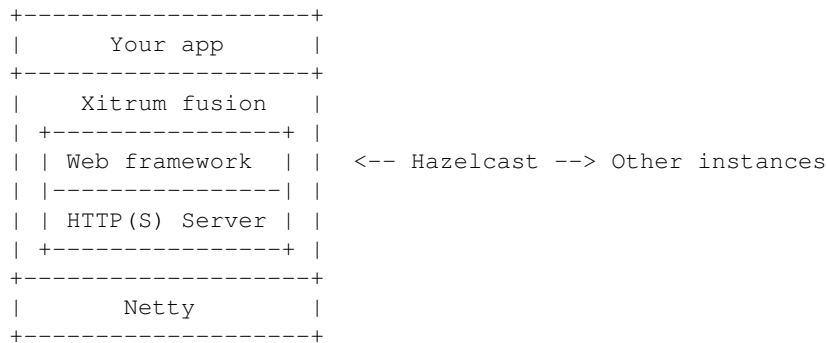 +--------------------+
|      Your app      |
+--------------------+
|    Xitrum fusion   |
| +----------------+ |
| | Web framework  | |  <-- Hazelcast --> Other instances
| |----------------| |
| | HTTP(S) Server | |
| +----------------+ |
+--------------------+
|       Netty        |
+--------------------+